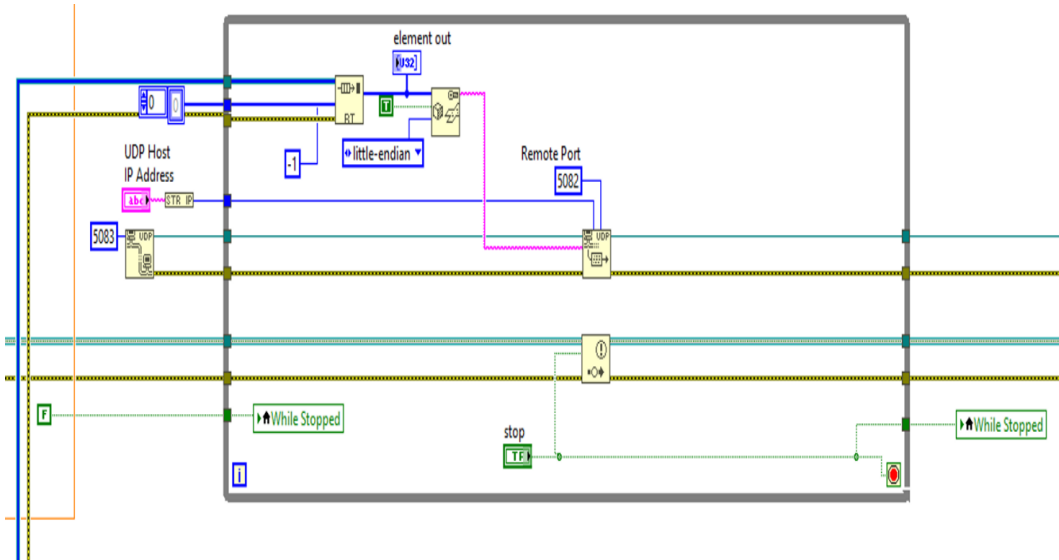 element out
U32
0
0
T
RT
-1
little-endian
UDP Host
IP Address
abc
STR IP
Remote Port
5082
5083
UDP
UDP
F
While Stopped
While Stopped
stop
TF
i